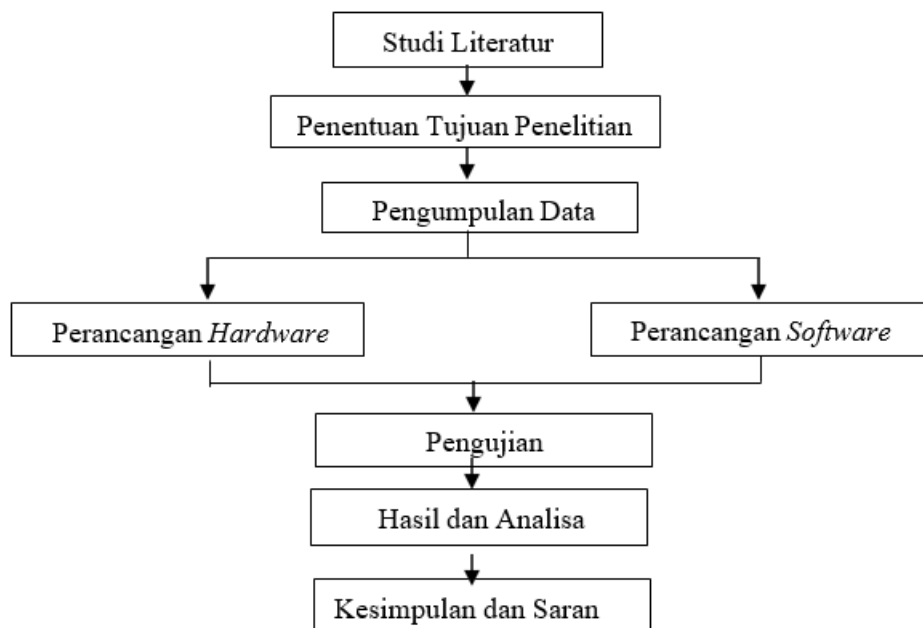 Studi Literatur
Penentuan Tujuan Penelitian
Pengumpulan Data
Perancangan Hardware
Perancangan Software
Pengujian
Hasil dan Analisa
Kesimpulan dan Saran